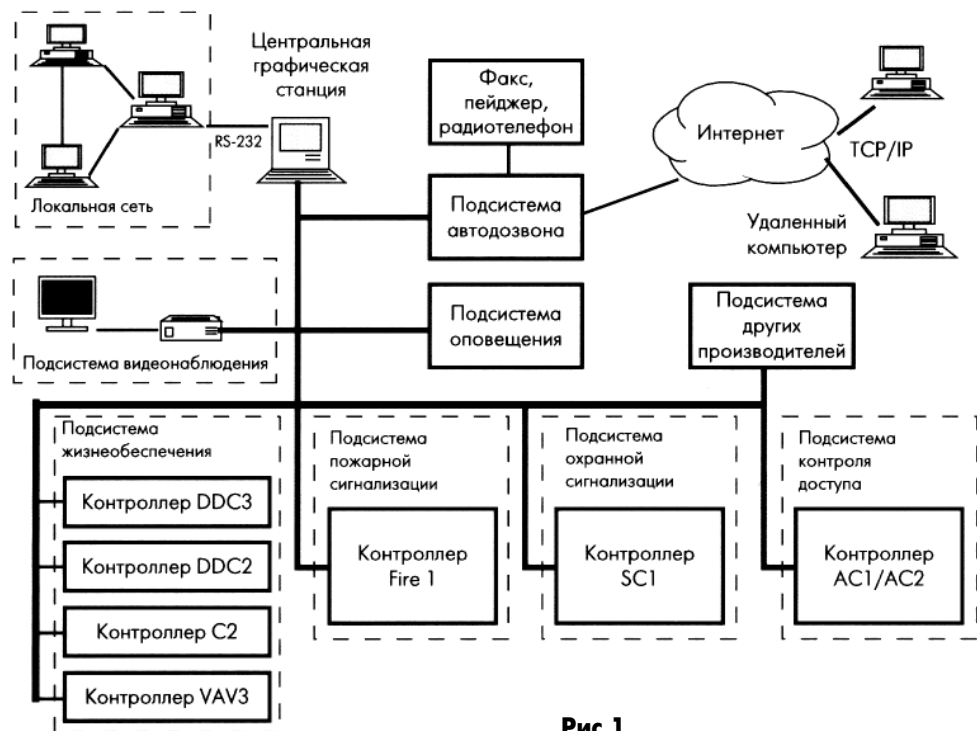 Центральная
графическая
станция
RS-232
Локальная сеть
Факс,
пейджер,
радиотелефон
Интернет
TCP/IP
Подсистема
автодозвона
Удаленный
компьютер
Подсистема видеонаблюдения
Подсистема
оповещения
Подсистема
других
производителей
Подсистема
жизнеобеспечения
Контроллер DDC3
Контроллер DDC2
Контроллер C2
Контроллер VAV3
Подсистема
пожарной
сигнализации
Контроллер
Fire 1
Подсистема
охранной
сигнализации
Контроллер
SC1
Подсистема
контроля
доступа
Контроллер
AC1/AC2
Рис 1